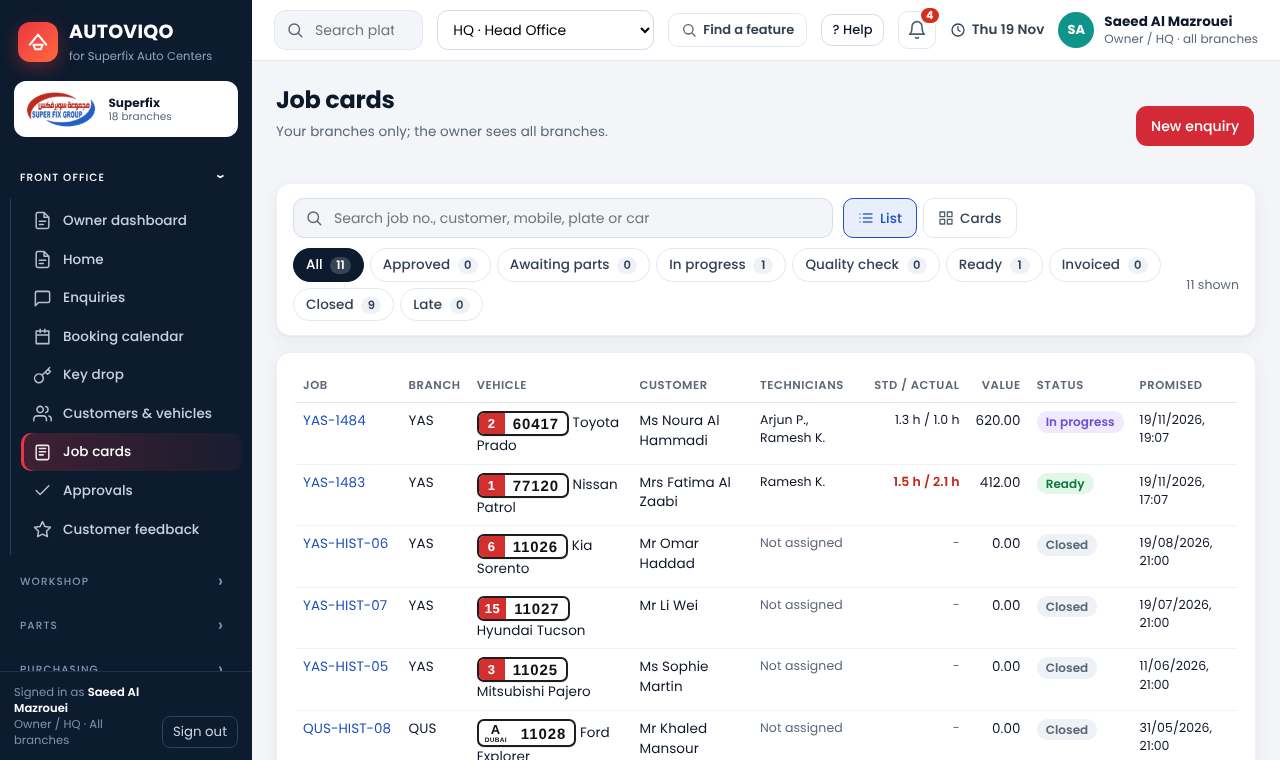 AUTOVIQO
for Superfix Auto Centers
مجموعة سوبرفكس
SUPER FIX GROUP
Superfix
18 branches
FRONT OFFICE
Owner dashboard
Home
Enquiries
Booking calendar
Key drop
Customers & vehicles
Job cards
Approvals
Customer feedback
WORKSHOP
PARTS
PURCHASING
Signed in as Saeed Al
Mazrouei
Owner / HQ · All
branches
Sign out
Search plat
HQ · Head Office
Find a feature
? Help
4
Thu 19 Nov
SA
Saeed Al Mazrouei
Owner / HQ · all branches
Job cards
Your branches only; the owner sees all branches.
New enquiry
Search job no., customer, mobile, plate or car
List
Cards
All 11
Approved 0
Awaiting parts 0
In progress 1
Quality check 0
Ready 1
Invoiced 0
Closed 9
Late 0
11 shown
JOB BRANCH VEHICLE CUSTOMER TECHNICIANS STD / ACTUAL VALUE STATUS PROMISED
YAS-1484 YAS 2 60417 Toyota Prado Ms Noura Al Hammadi Arjun P., Ramesh K. 1.3 h / 1.0 h 620.00 In progress 19/11/2026, 19:07
YAS-1483 YAS 1 77120 Nissan Patrol Mrs Fatima Al Zaabi Ramesh K. 1.5 h / 2.1 h 412.00 Ready 19/11/2026, 17:07
YAS-HIST-06 YAS 6 11026 Kia Sorento Mr Omar Haddad Not assigned - 0.00 Closed 19/08/2026, 21:00
YAS-HIST-07 YAS 15 11027 Hyundai Tucson Mr Li Wei Not assigned - 0.00 Closed 19/07/2026, 21:00
YAS-HIST-05 YAS 3 11025 Mitsubishi Pajero Ms Sophie Martin Not assigned - 0.00 Closed 11/06/2026, 21:00
QUS-HIST-08 QUS A DUBAI 11028 Ford Explorer Mr Khaled Mansour Not assigned - 0.00 Closed 31/05/2026, 21:00